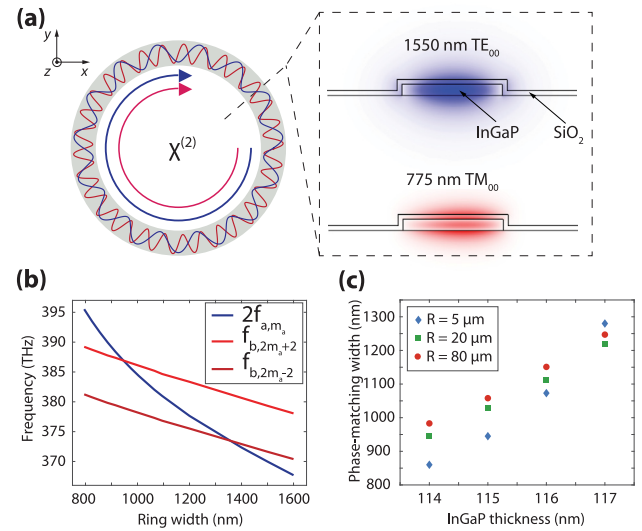 (a)
y
z
x
χ(2)
1550 nm TE00
InGaP
SiO2
775 nm TM00
(b)
Frequency (THz)
395
390
385
380
375
370
2fa,ma
fb,2ma+2
fb,2ma-2
800
1000
1200
1400
1600
Ring width (nm)
(c)
Phase-matching width (nm)
1300
1200
1100
1000
900
800
R = 5 μm
R = 20 μm
R = 80 μm
114
115
116
117
InGaP thickness (nm)